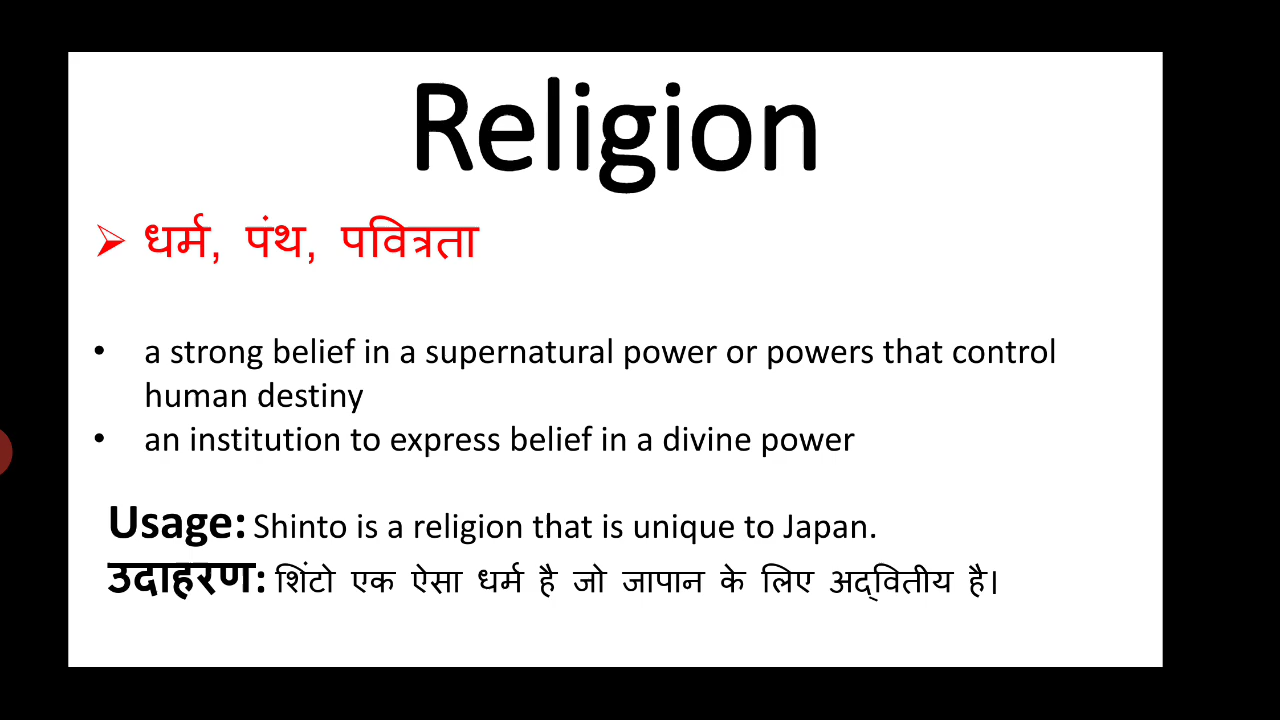 Religion
➢ धर्म, पंथ, पवित्रता
• a strong belief in a supernatural power or powers that control
human destiny
• an institution to express belief in a divine power
Usage: Shinto is a religion that is unique to Japan.
उदाहरण: शिंटो एक ऐसा धर्म है जो जापान के लिए अद्‌वितीय है।